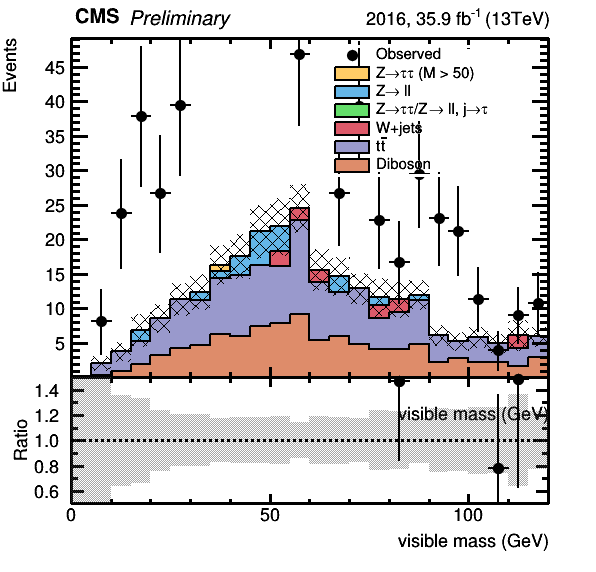 CMS Preliminary 2016, 35.9 fb⁻¹ (13TeV)
Events
Observed
Z→ττ (M > 50)
Z→ ll
Z→ττ/Z→ ll, j→τ
W+jets
tt̄
Diboson
45
40
35
30
25
20
15
10
5
visible mass (GeV)
Ratio
1.4
1.2
1.0
0.8
0.6
0 50 100
visible mass (GeV)